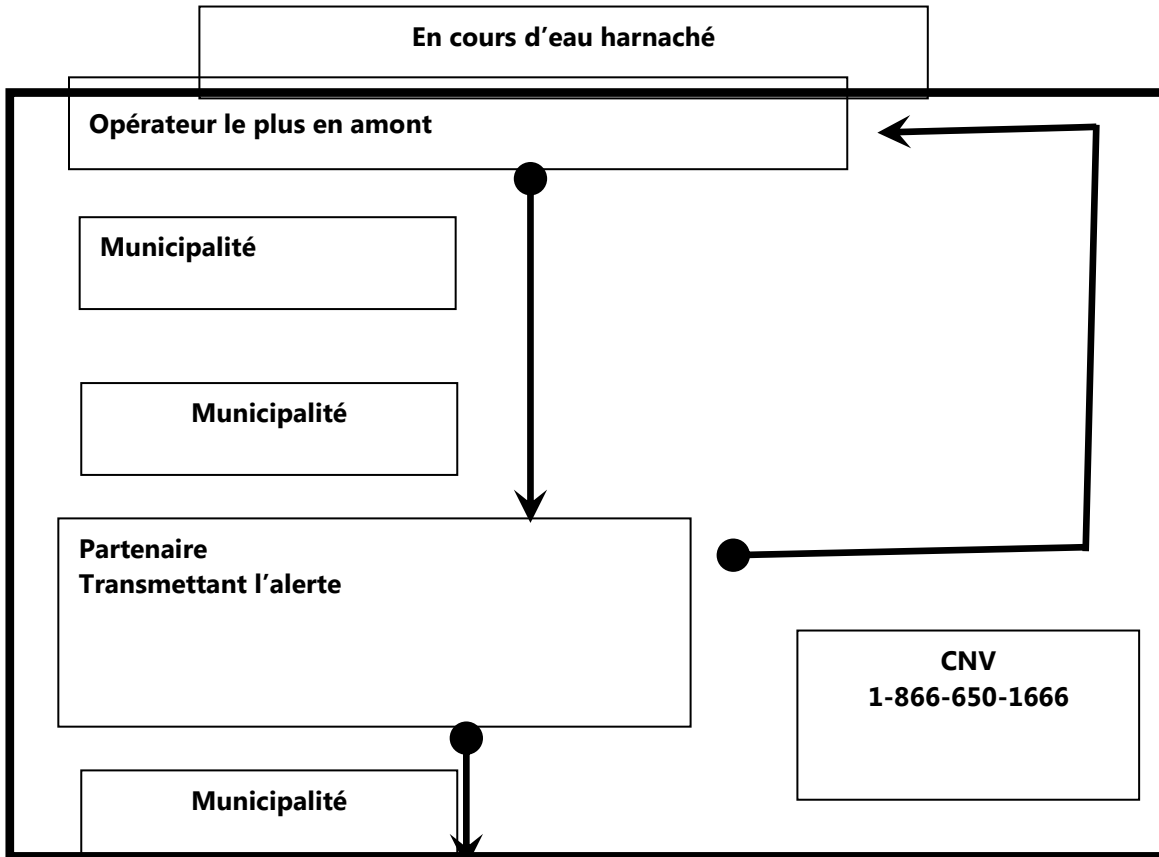 En cours d’eau harnaché
Opérateur le plus en amont
Municipalité
Municipalité
Partenaire
Transmettant l’alerte
CNV
1-866-650-1666
Municipalité